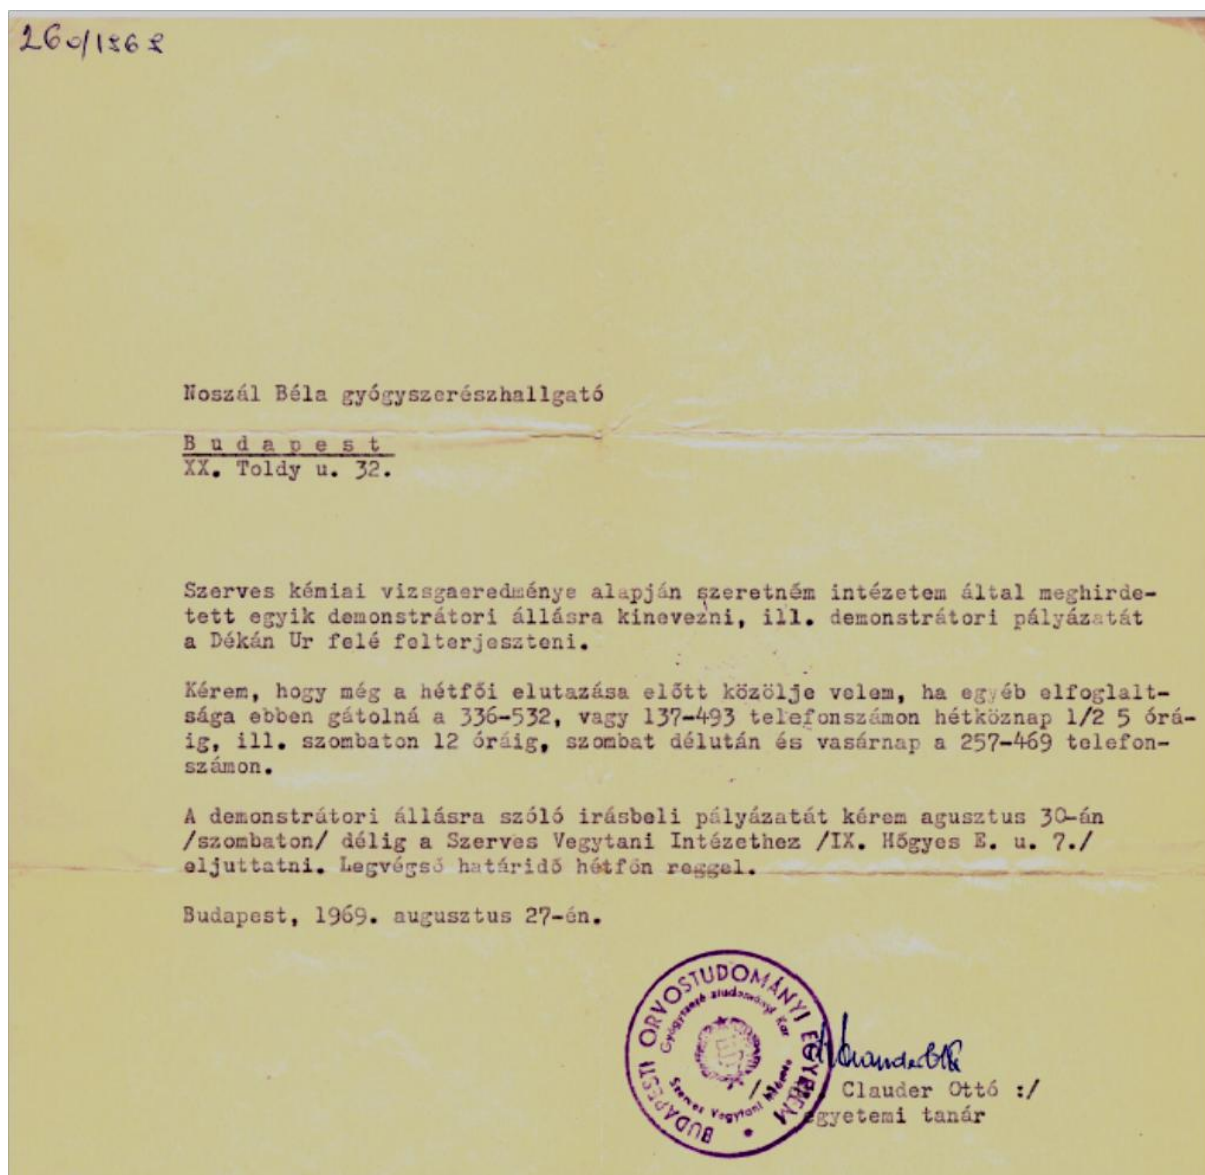 260/1969
Noszál Béla gyógyszerészhallgató
Budapest
XX. Toldy u. 32.
Szerves kémiai vizsgaeredménye alapján szeretném intézetem által meghirde-
tett egyik demonstrátori állásra kinevezni, ill. demonstrátori pályázatát
a Dékán Ur felé felterjeszteni.
Kérem, hogy még a hétfői elutazása előtt közölje velem, ha egyéb elfoglalt-
sága ebben gátolná a 336-532, vagy 137-493 telefonszámon hétköznap 1/2 5 órá-
ig, ill. szombaton 12 óráig, szombat délután és vasárnap a 257-469 telefon-
számon.
A demonstrátori állásra szóló irásbeli pályázatát kérem agusztus 30-án
/szombaton/ délig a Szerves Vegytani Intézethez /IX. Hőgyes E. u. 7./
eljuttatni. Legvégső határidő hétfőn reggel.
Budapest, 1969. augusztus 27-én.
BUDAPESTI ORVOSTUDOMÁNYI EGYETEM
Szerves Vegytani
Clauder Ottó :/
egyetemi tanár